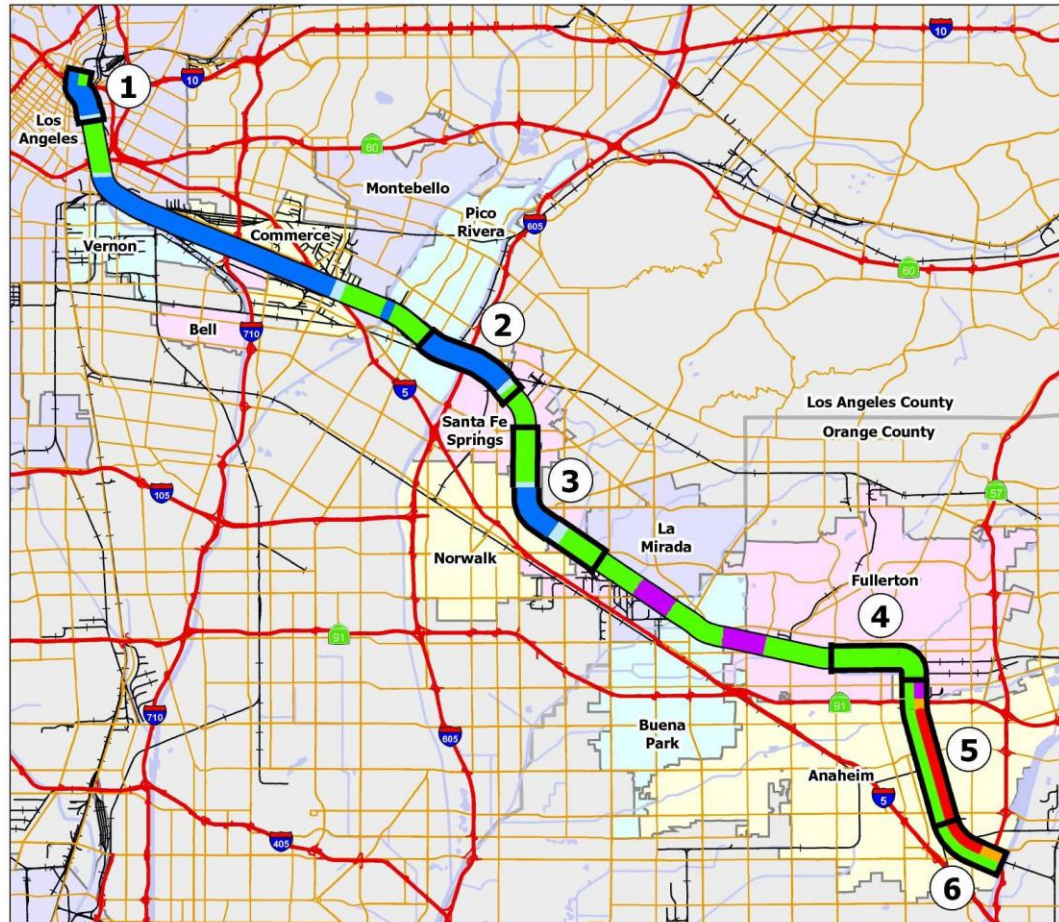 10
1
10
Los
Angeles
60
Montebello
Pico
Rivera
605
Commerce
Vernon
60
2
Bell
710
5
Los Angeles County
Orange County
Santa Fe
Springs
3
105
57
La
Mirada
Norwalk
Fullerton
4
91
91
710
Buena
Park
605
5
Anaheim
5
405
6